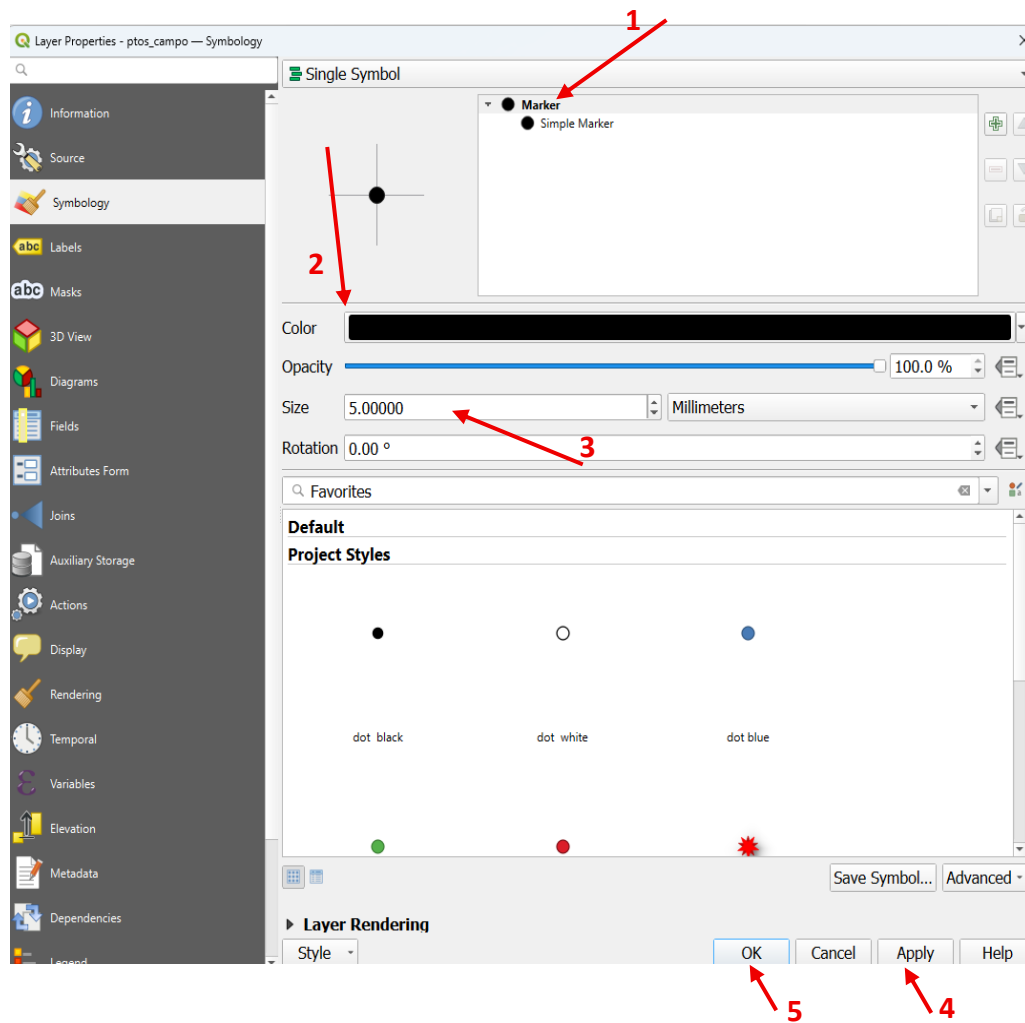 1
Layer Properties - ptos_campo — Symbology
Single Symbol
Marker
Simple Marker
Information
Source
Symbology
abc Labels
abc Masks
3D View
Diagrams
Fields
Attributes Form
Joins
Auxiliary Storage
Actions
Display
Rendering
Temporal
Variables
Elevation
Metadata
Dependencies
Legend
2
Color
Opacity 100.0 %
Size 5.00000 Millimeters
3
Rotation 0.00 °
Favorites
Default
Project Styles
dot black dot white dot blue
Save Symbol... Advanced
Layer Rendering
Style OK Cancel Apply Help
5 4